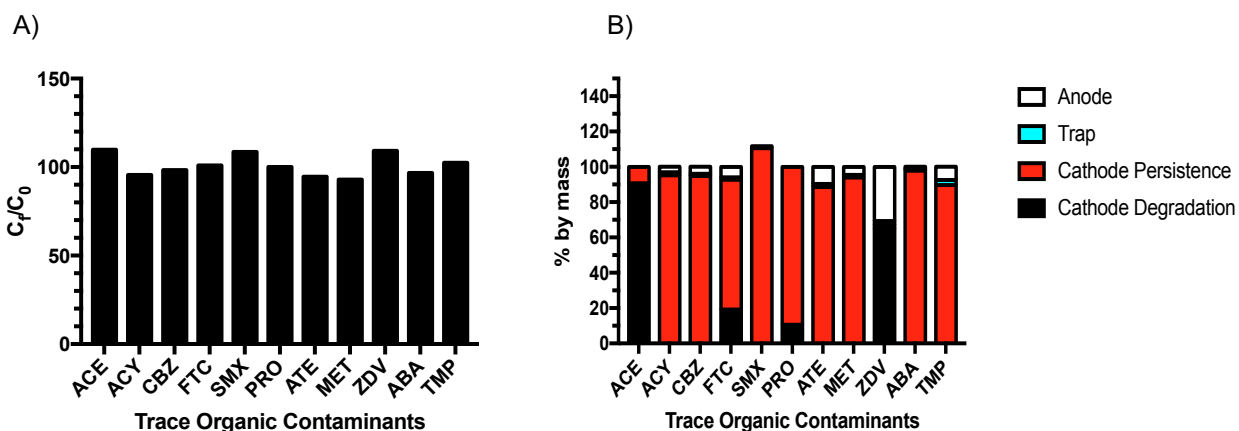 A)
B)
150
100
50
0
C_f/C_0
ACE
ACY
CBZ
FTC
SMX
PRO
ATE
MET
ZDV
ABA
TMP
Trace Organic Contaminants
140
120
100
80
60
40
20
0
% by mass
ACE
ACY
CBZ
FTC
SMX
PRO
ATE
MET
ZDV
ABA
TMP
Trace Organic Contaminants
Anode
Trap
Cathode Persistence
Cathode Degradation